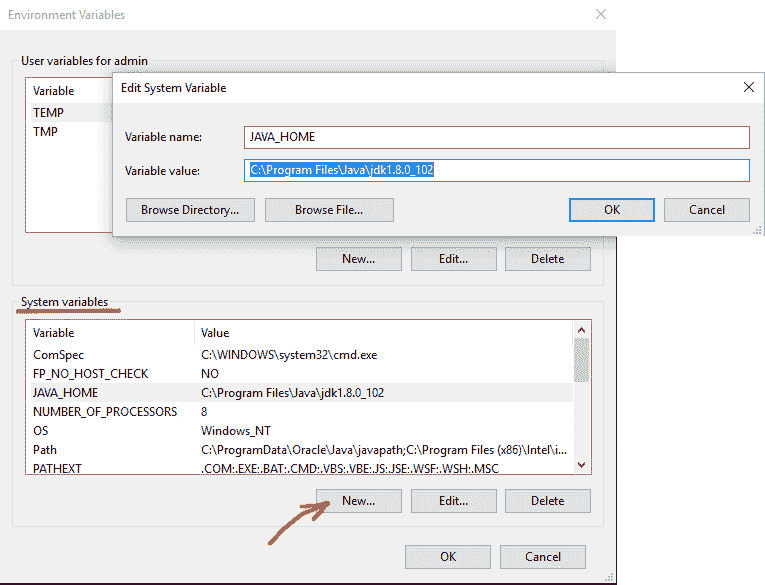 Environment Variables
User variables for admin
Variable
TEMP
TMP
Edit System Variable
Variable name:
JAVA_HOME
Variable value:
C:\Program Files\Java\jdk1.8.0_102
Browse Directory...
Browse File...
OK
Cancel
New...
Edit...
Delete
System variables
Variable Value
ComSpec C:\WINDOWS\system32\cmd.exe
FP_NO_HOST_CHECK NO
JAVA_HOME C:\Program Files\Java\jdk1.8.0_102
NUMBER_OF_PROCESSORS 8
OS Windows_NT
Path C:\ProgramData\Oracle\Java\javapath;C:\Program Files (x86)\Intel\i...
PATHEXT .COM;.EXE;.BAT;.CMD;.VBS;.VBE;.JS;.JSE;.WSF;.WSH;.MSC
New...
Edit...
Delete
OK
Cancel